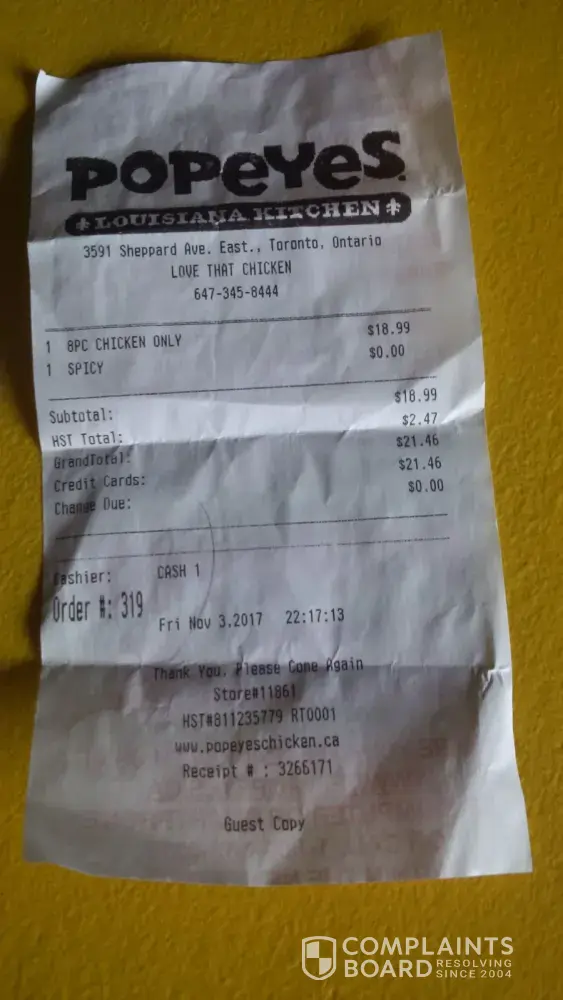 POPEYES
LOUISIANA KITCHEN
3591 Sheppard Ave. East., Toronto, Ontario
LOVE THAT CHICKEN
647-345-8444
1 8PC CHICKEN ONLY $18.99
1 SPICY $0.00
Subtotal: $18.99
HST Total: $2.47
GrandTotal: $21.46
Credit Cards: $21.46
Change Due: $0.00
Cashier: CASH 1
Order #: 319
Fri Nov 3.2017 22:17:13
Thank You, Please Come Again
Store#11861
HST#811235779 RT0001
www.popeyeschicken.ca
Receipt # : 3266171
Guest Copy
COMPLAINTS
BOARD RESOLVING SINCE 2004